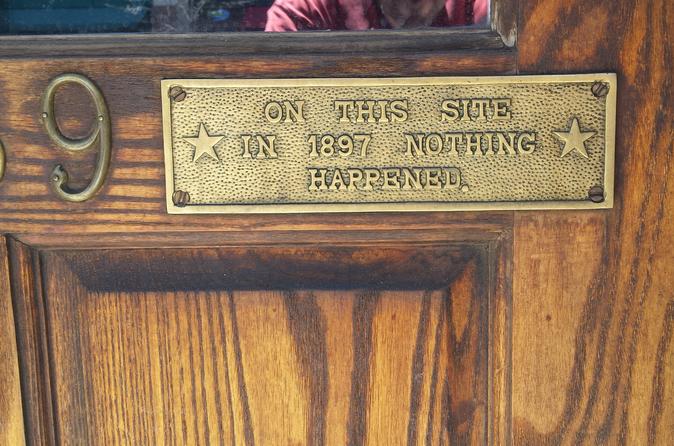 9
ON THIS SITE
IN 1897 NOTHING
HAPPENED.